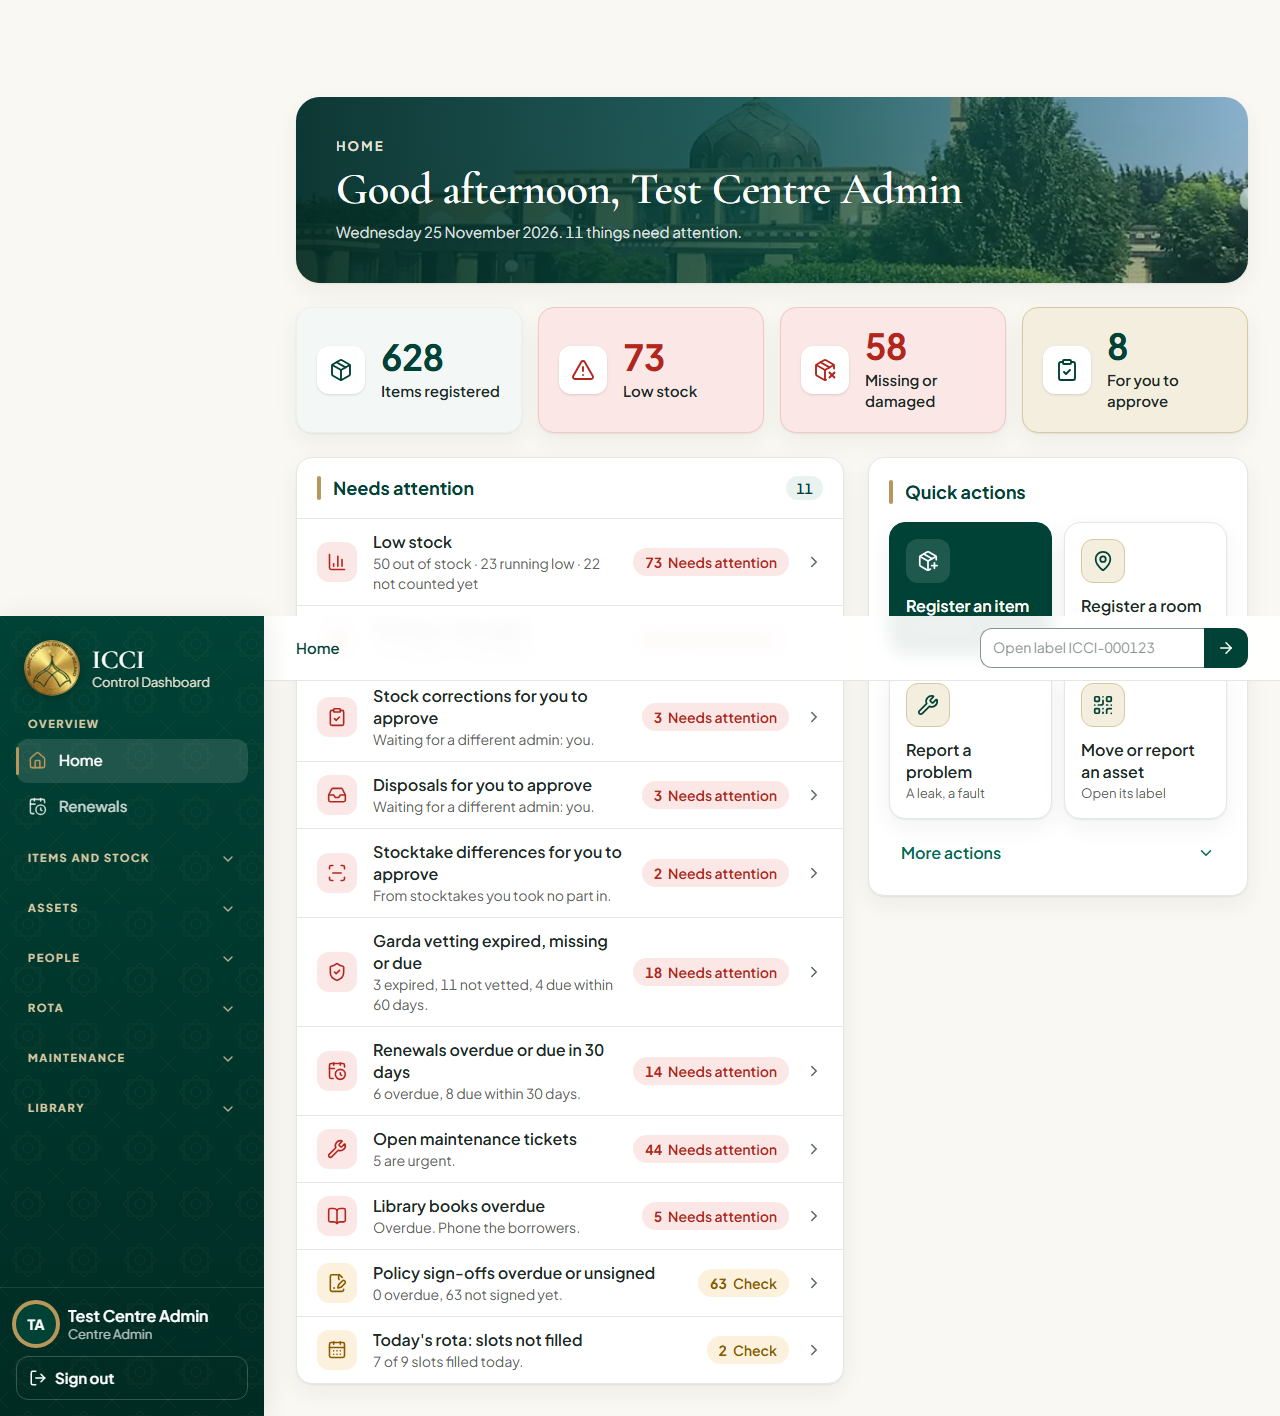 HOME
Good afternoon, Test Centre Admin
Wednesday 25 November 2026. 11 things need attention.
628
Items registered
73
Low stock
58
Missing or
damaged
8
For you to
approve
Needs attention
11
Low stock
50 out of stock · 23 running low · 22
not counted yet
73 Needs attention
Quick actions
Register an item
Register a room
ICCI
Control Dashboard
Home
Open label ICCI-000123
OVERVIEW
Home
Renewals
ITEMS AND STOCK
ASSETS
PEOPLE
ROTA
MAINTENANCE
LIBRARY
Test Centre Admin
TA
Centre Admin
Sign out
Stock corrections for you to
approve
Waiting for a different admin: you.
3 Needs attention
Disposals for you to approve
Waiting for a different admin: you.
3 Needs attention
Stocktake differences for you to
approve
From stocktakes you took no part in.
2 Needs attention
Garda vetting expired, missing
or due
3 expired, 11 not vetted, 4 due within
60 days.
18 Needs attention
Renewals overdue or due in 30
days
6 overdue, 8 due within 30 days.
14 Needs attention
Open maintenance tickets
5 are urgent.
44 Needs attention
Library books overdue
Overdue. Phone the borrowers.
5 Needs attention
Policy sign-offs overdue or unsigned
0 overdue, 63 not signed yet.
63 Check
Today's rota: slots not filled
7 of 9 slots filled today.
2 Check
Report a
problem
A leak, a fault
Move or report
an asset
Open its label
More actions